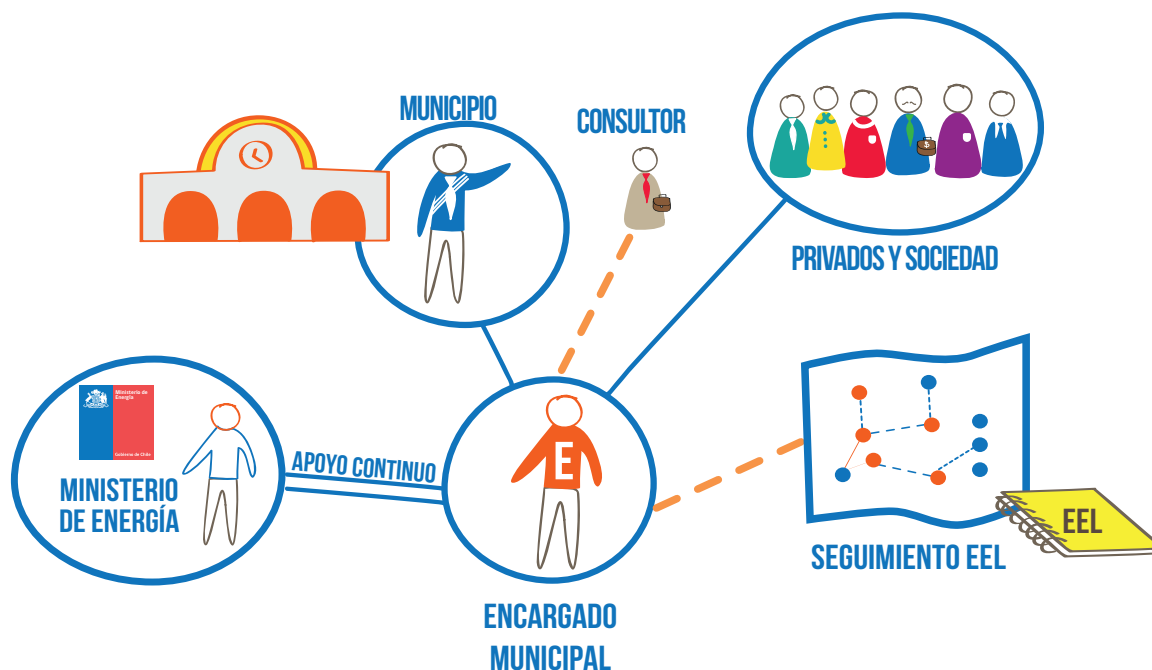 MUNICIPIO
CONSULTOR
$
PRIVADOS Y SOCIEDAD
Ministerio de
Energía
Gobierno de Chile
MINISTERIO
DE ENERGÍA
APOYO CONTINUO
E
ENCARGADO
MUNICIPAL
EEL
SEGUIMIENTO EEL